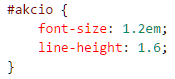 #akcio {
    font-size: 1.2em;
    line-height: 1.6;
}